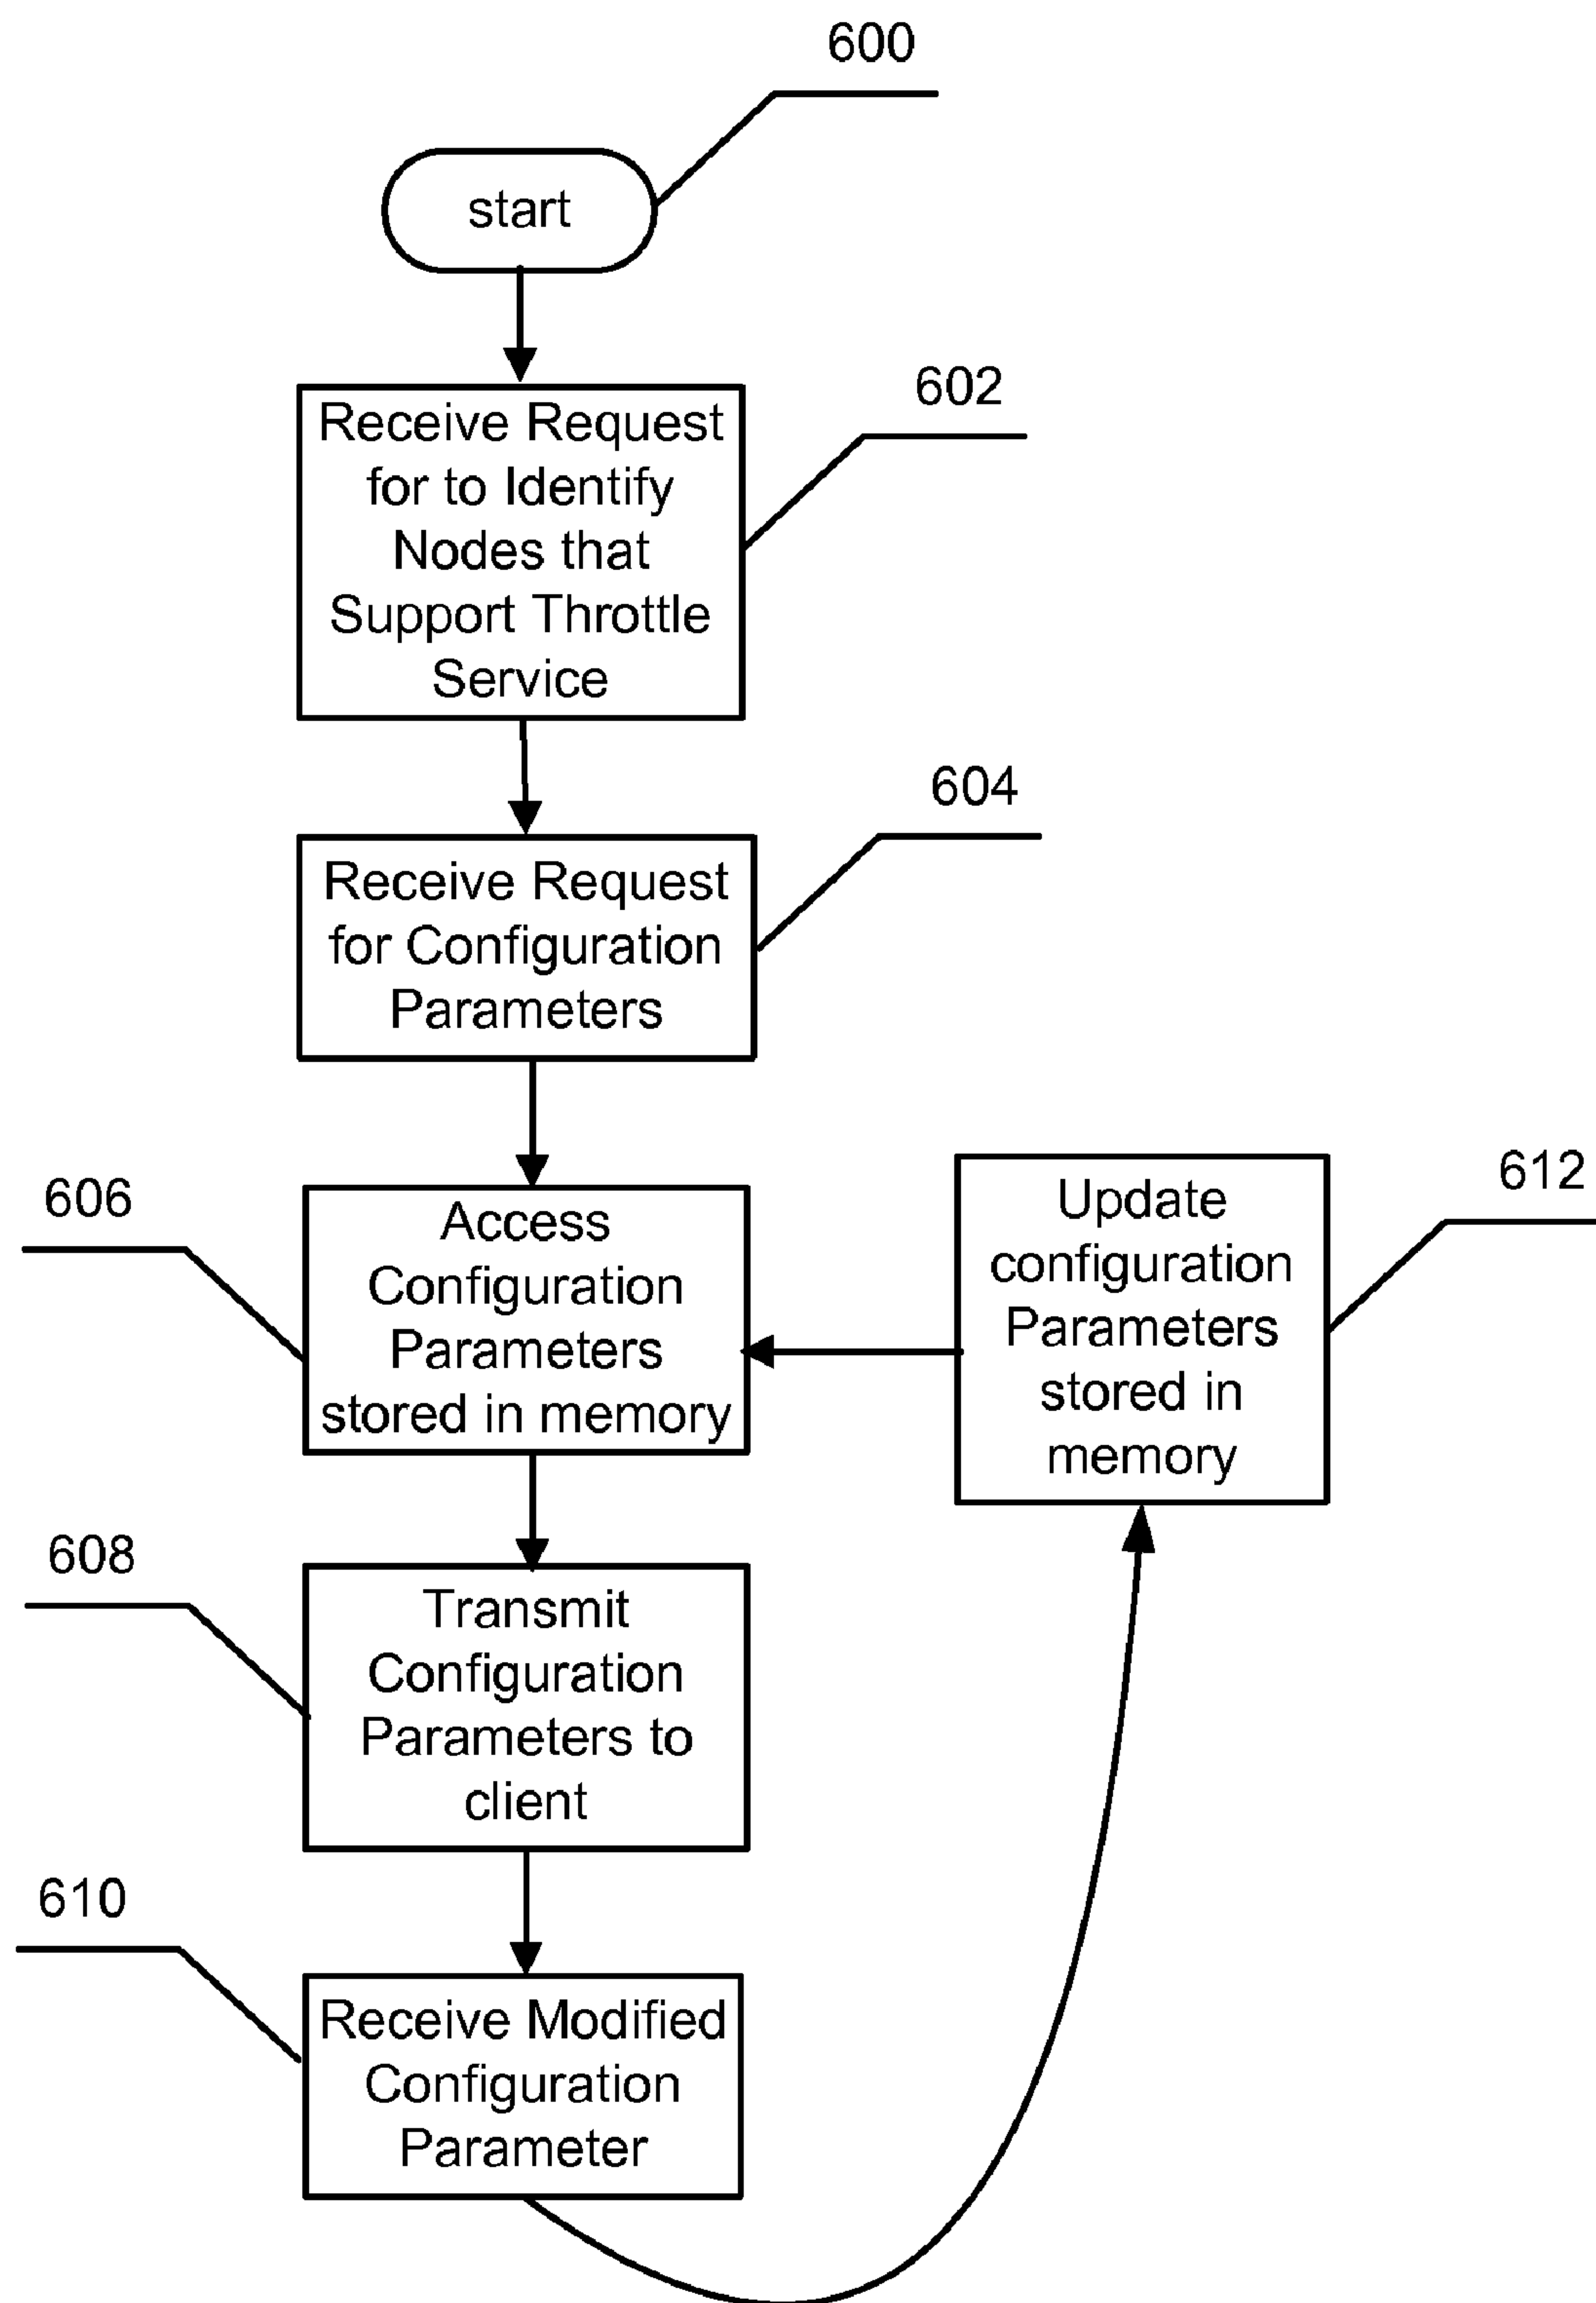 600
start
602
Receive Request
for to Identify
Nodes that
Support Throttle
Service
604
Receive Request
for Configuration
Parameters
606
Access
Configuration
Parameters
stored in memory
612
Update
configuration
Parameters
stored in
memory
608
Transmit
Configuration
Parameters to
client
610
Receive Modified
Configuration
Parameter